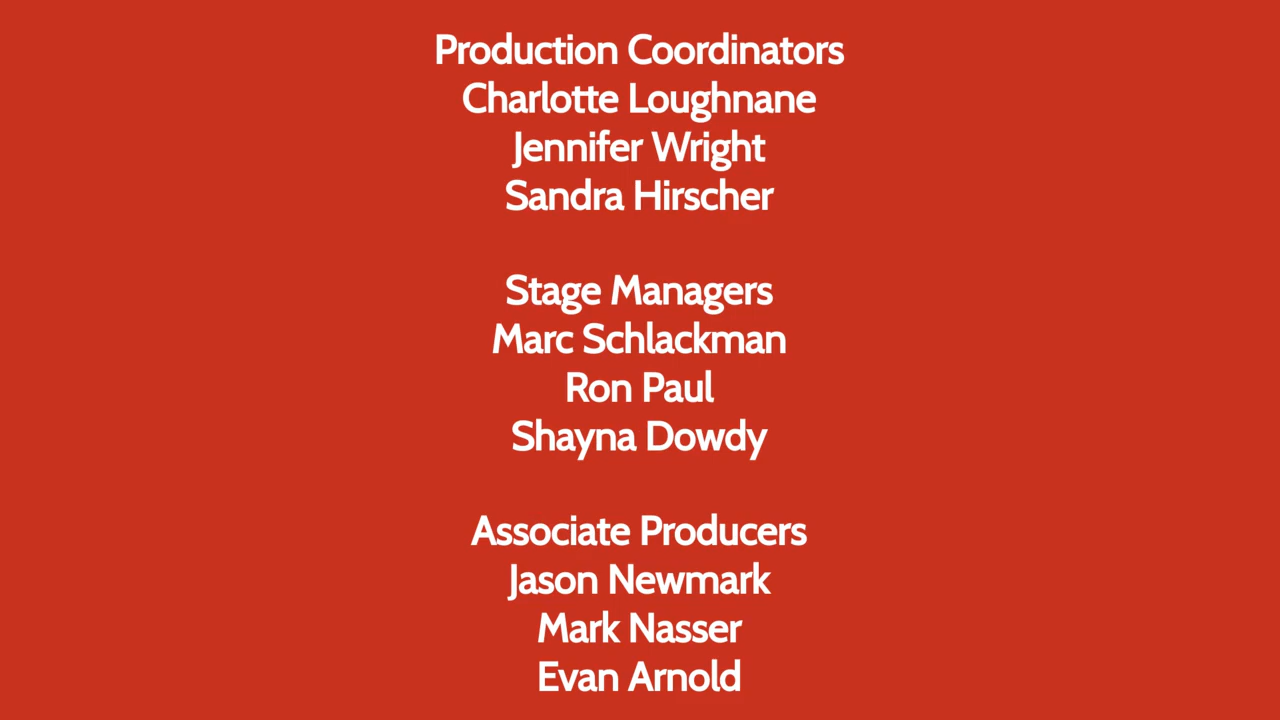 Production Coordinators
Charlotte Loughnane
Jennifer Wright
Sandra Hirscher
Stage Managers
Marc Schlackman
Ron Paul
Shayna Dowdy
Associate Producers
Jason Newmark
Mark Nasser
Evan Arnold